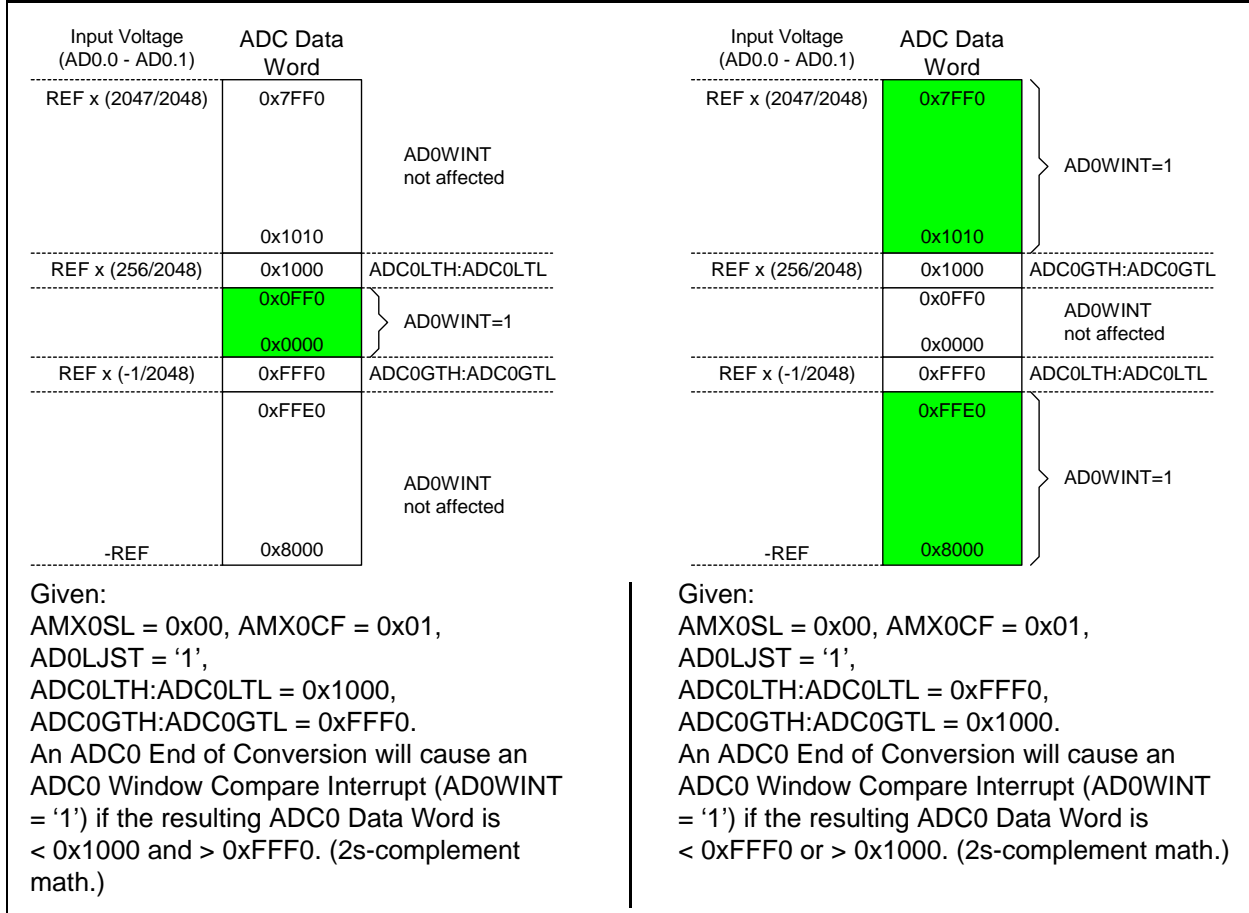 Input Voltage
(AD0.0 - AD0.1)
ADC Data
Word
REF x (2047/2048)
0x7FF0
AD0WINT
not affected
0x1010
REF x (256/2048)
0x1000
ADC0LTH:ADC0LTL
0x0FF0
AD0WINT=1
0x0000
REF x (-1/2048)
0xFFF0
ADC0GTH:ADC0GTL
0xFFE0
AD0WINT
not affected
-REF
0x8000
Given:
AMX0SL = 0x00, AMX0CF = 0x01,
AD0LJST = ‘1’,
ADC0LTH:ADC0LTL = 0x1000,
ADC0GTH:ADC0GTL = 0xFFF0.
An ADC0 End of Conversion will cause an
ADC0 Window Compare Interrupt (AD0WINT
= ‘1’) if the resulting ADC0 Data Word is
< 0x1000 and > 0xFFF0. (2s-complement
math.)
Input Voltage
(AD0.0 - AD0.1)
ADC Data
Word
REF x (2047/2048)
0x7FF0
AD0WINT=1
0x1010
REF x (256/2048)
0x1000
ADC0GTH:ADC0GTL
0x0FF0
AD0WINT
not affected
0x0000
REF x (-1/2048)
0xFFF0
ADC0LTH:ADC0LTL
0xFFE0
AD0WINT=1
-REF
0x8000
Given:
AMX0SL = 0x00, AMX0CF = 0x01,
AD0LJST = ‘1’,
ADC0LTH:ADC0LTL = 0xFFF0,
ADC0GTH:ADC0GTL = 0x1000.
An ADC0 End of Conversion will cause an
ADC0 Window Compare Interrupt (AD0WINT
= ‘1’) if the resulting ADC0 Data Word is
< 0xFFF0 or > 0x1000. (2s-complement math.)